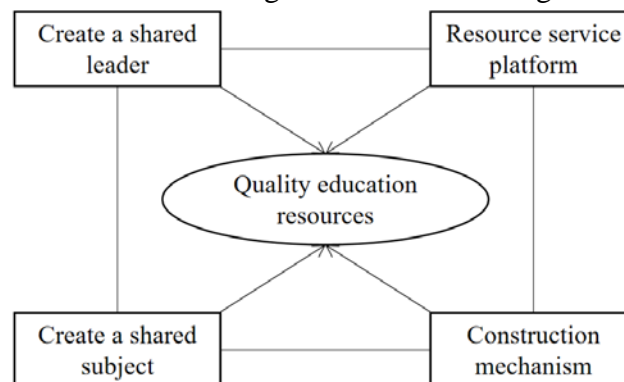 Create a shared
leader
Resource service
platform
Quality education
resources
Create a shared
subject
Construction
mechanism